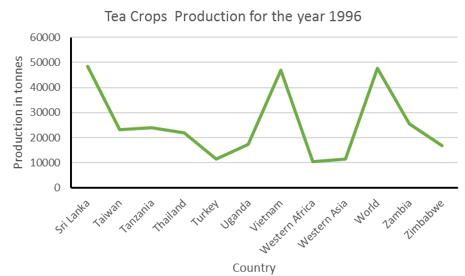 Tea Crops  Production for the year 1996
60000
50000
40000
30000
20000
10000
0
Production in tonnes
Sri Lanka
Taiwan
Tanzania
Thailand
Turkey
Uganda
Vietnam
Western Africa
Western Asia
World
Zambia
Zimbabwe
Country